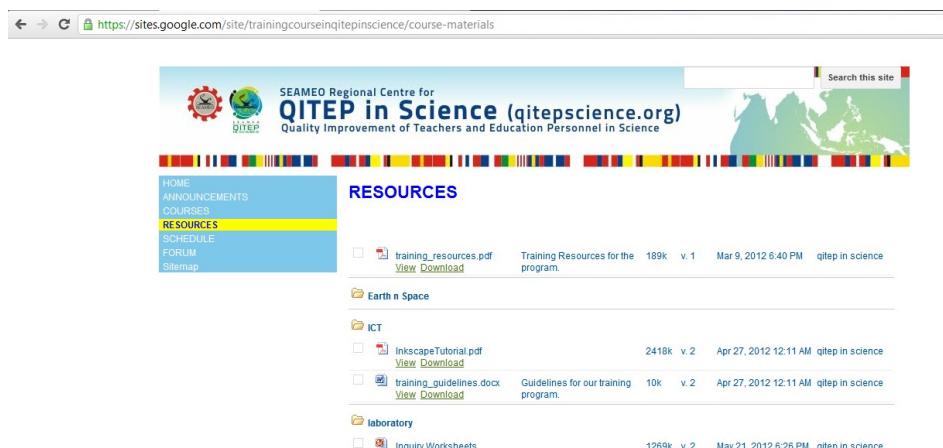 https://sites.google.com/site/trainingcourseinqitepinscience/course-materials
Search this site
SEAMEO Regional Centre for
QITEP in Science (qitepscience.org)
Quality Improvement of Teachers and Education Personnel in Science
SEAMEO
QITEP
HOME
ANNOUNCEMENTS
COURSES
RESOURCES
SCHEDULE
FORUM
Sitemap
RESOURCES
training_resources.pdf Training Resources for the 189k v. 1 Mar 9, 2012 6:40 PM qitep in science
View Download program.
Earth n Space
ICT
InkscapeTutorial.pdf 2418k v. 2 Apr 27, 2012 12:11 AM qitep in science
View Download
training_guidelines.docx Guidelines for our training 10k v. 2 Apr 27, 2012 12:11 AM qitep in science
View Download program.
laboratory
Inquiry Worksheets 1269k v. 2 May 21, 2012 6:26 PM qitep in science